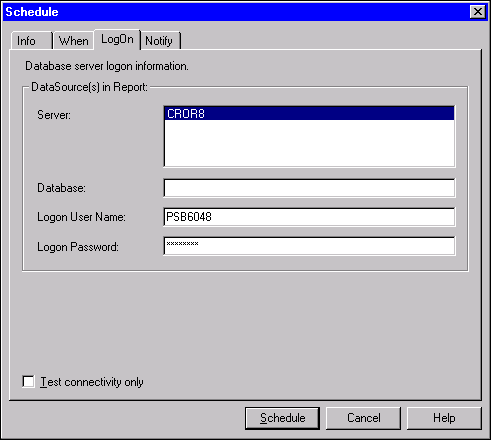 Schedule
Info When LogOn Notify
Database server logon information.
DataSource(s) in Report:
Server: CROR8
Database:
Logon User Name: PSB6048
Logon Password: ********
Test connectivity only
Schedule Cancel Help